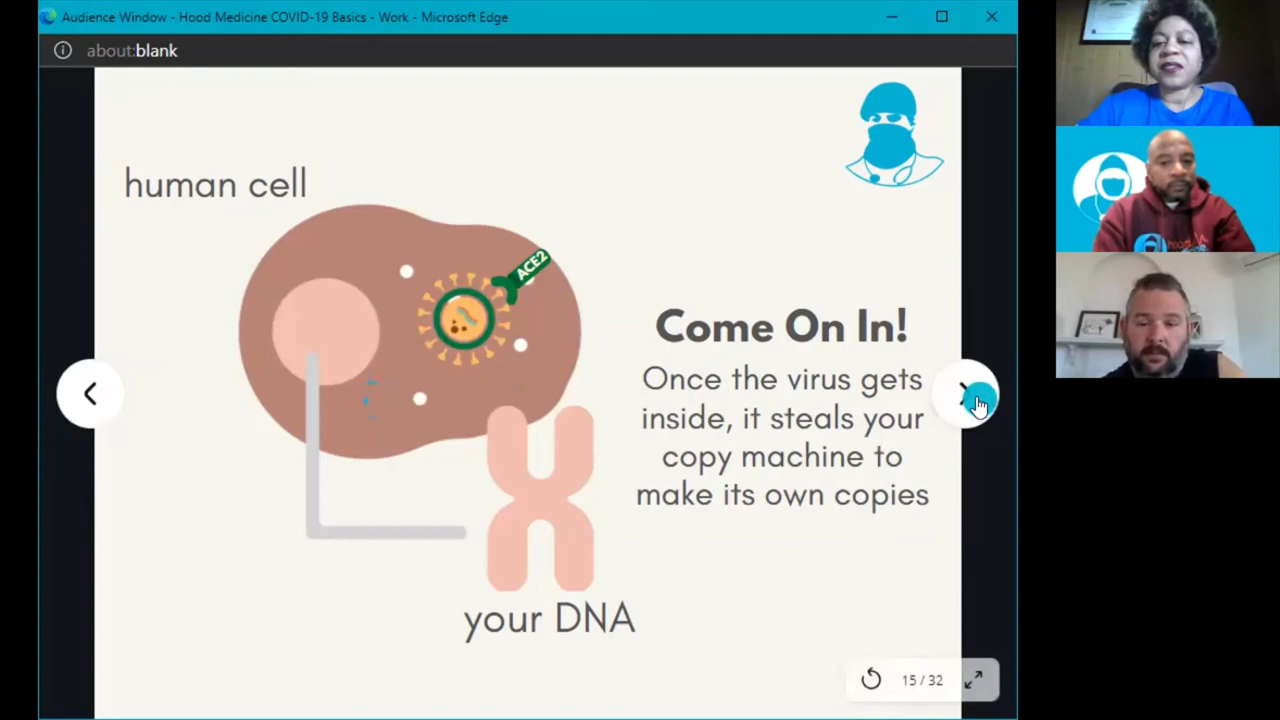 Audience Window - Hood Medicine COVID-19 Basics - Work - Microsoft Edge
about:blank
human cell
ACE2
Come On In!
Once the virus gets
inside, it steals your
copy machine to
make its own copies
your DNA
15 / 32